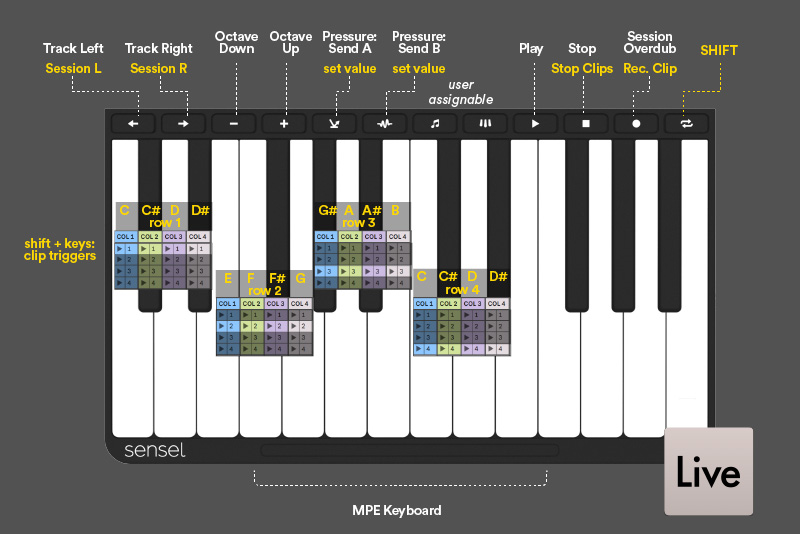 Track Left
Session L
Track Right
Session R
Octave
Down
Octave
Up
Pressure:
Send A
set value
Pressure:
Send B
set value
user
assignable
Play
Stop
Stop Clips
Session
Overdub
Rec. Clip
SHIFT
shift + keys:
clip triggers
C C# D D#
row 1
COL 1 COL 2 COL 3 COL 4
1 1 1 1
2 2 2 2
3 3 3 3
4 4 4 4
E F F# G
row 2
COL 1 COL 2 COL 3 COL 4
1 1 1 1
2 2 2 2
3 3 3 3
4 4 4 4
G# A A# B
row 3
COL 1 COL 2 COL 3 COL 4
1 1 1 1
2 2 2 2
3 3 3 3
4 4 4 4
C C# D D#
row 4
COL 1 COL 2 COL 3 COL 4
1 1 1 1
2 2 2 2
3 3 3 3
4 4 4 4
sensel
Live
MPE Keyboard